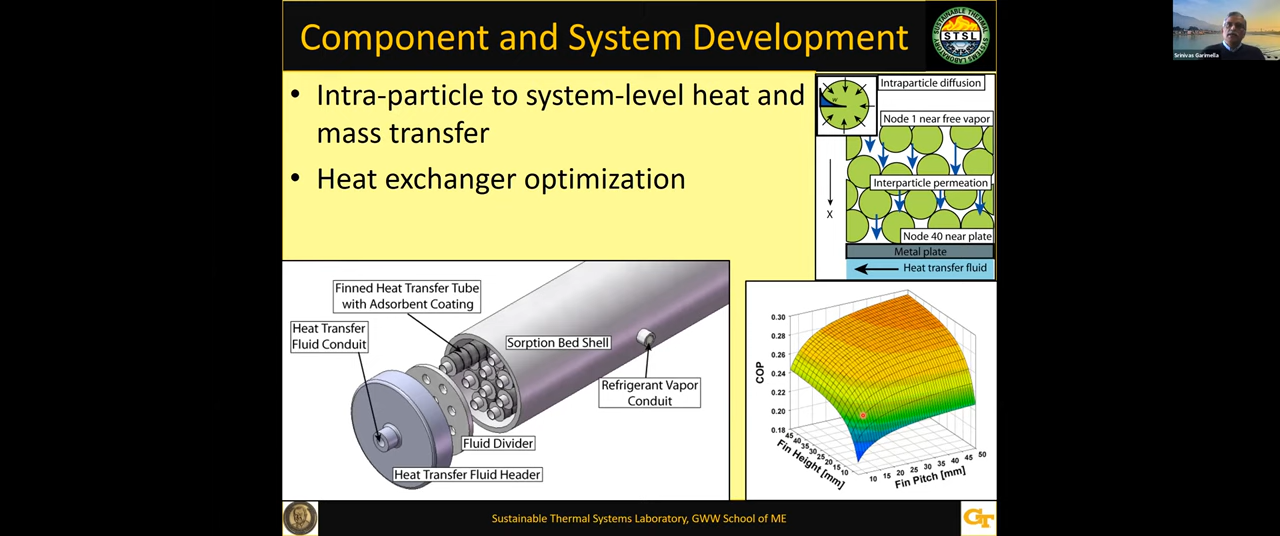 Component and System Development
STSL
SUSTAINABLE THERMAL SYSTEMS LABORATORY
Srinivas Garimella
• Intra-particle to system-level heat and
mass transfer
• Heat exchanger optimization
Intraparticle diffusion
w
Node 1 near free vapor
Interparticle permeation
X
Node 40 near plate
Metal plate
Heat transfer fluid
Finned Heat Transfer Tube
with Adsorbent Coating
Heat Transfer
Fluid Conduit
Sorption Bed Shell
Refrigerant Vapor
Conduit
Fluid Divider
Heat Transfer Fluid Header
COP
0.30
0.28
0.26
0.24
0.22
0.20
0.18
45 40 35 30 25 20 15 10
Fin Height [mm]
10 15 20 25 30 35 40 45 50
Fin Pitch [mm]
Sustainable Thermal Systems Laboratory, GWW School of ME
GT